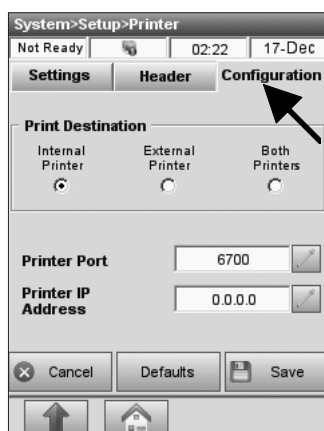 System>Setup>Printer
Not Ready 02:22 17-Dec
Settings Header Configuration
Print Destination
Internal Printer
External Printer
Both Printers
Printer Port 6700
Printer IP Address 0.0.0.0
Cancel Defaults Save